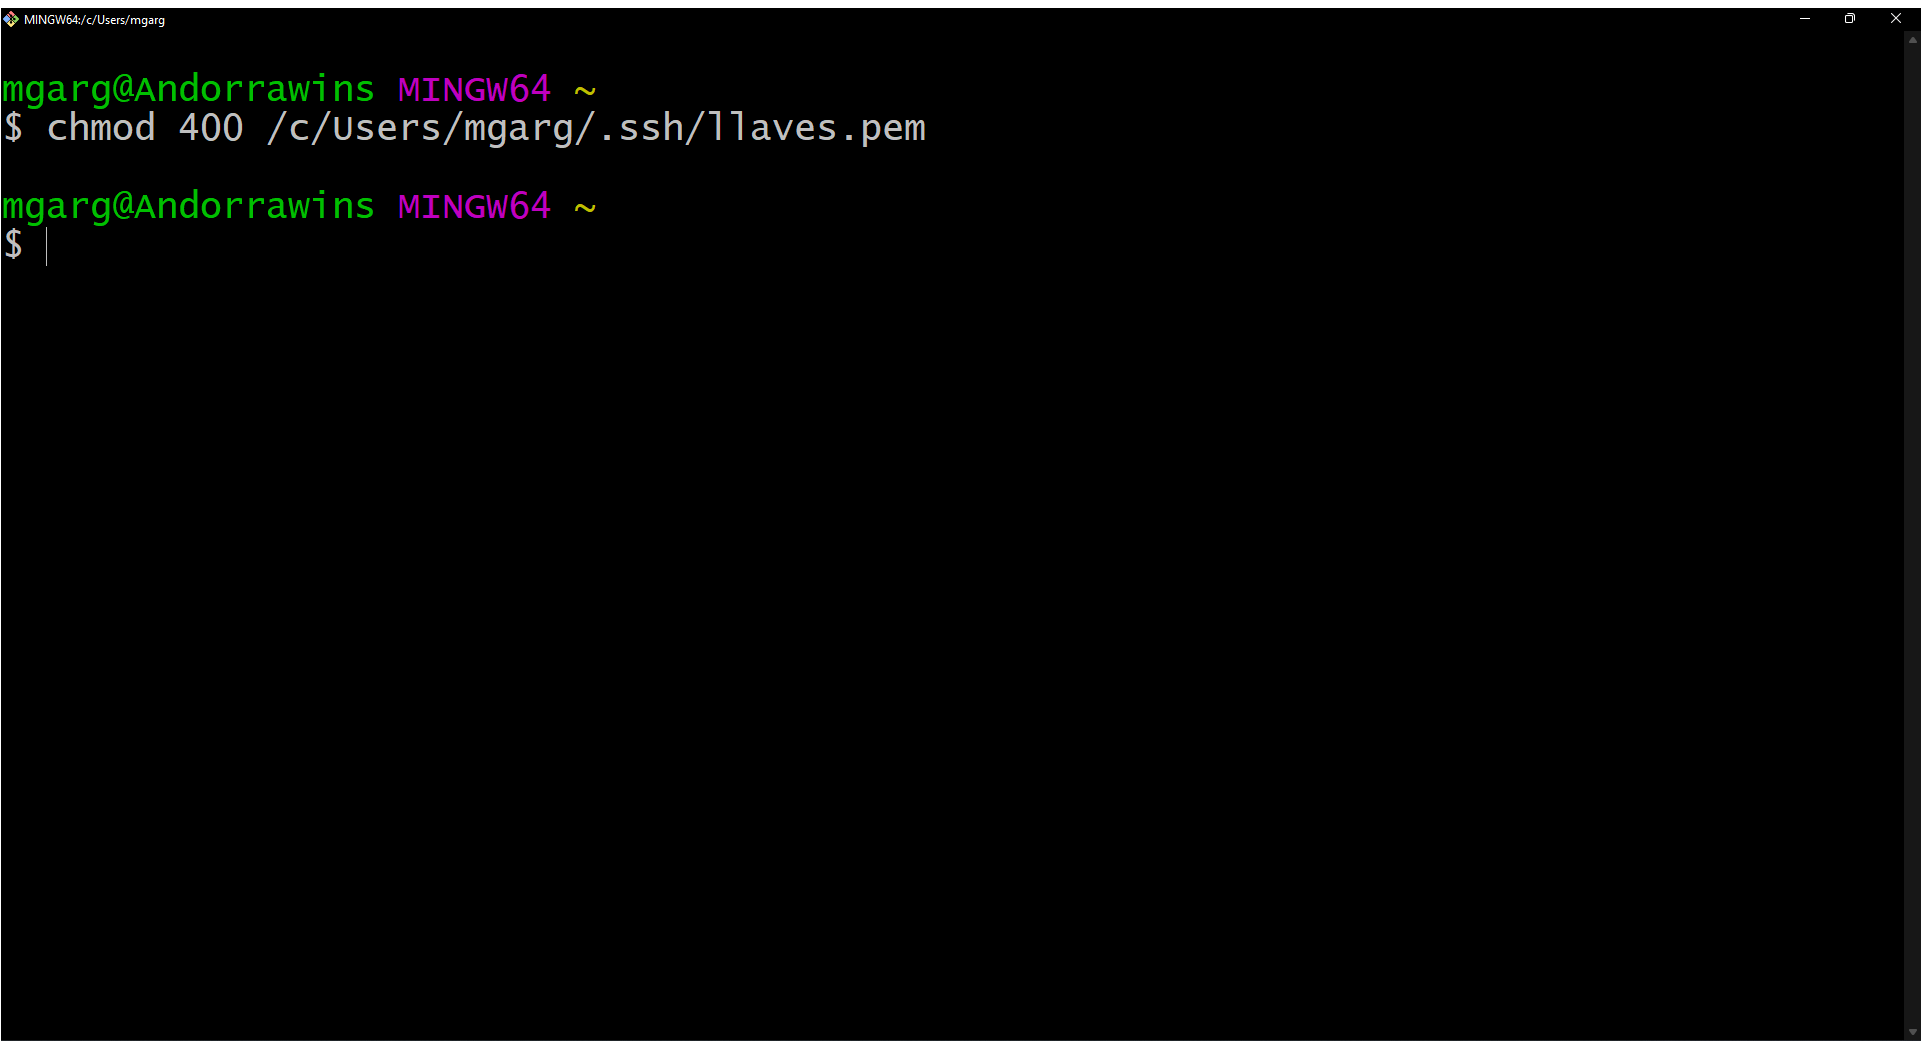 MINGW64:/c/Users/mgarg
mgarg@Andorrawins MINGW64 ~
$ chmod 400 /c/Users/mgarg/.ssh/llaves.pem
mgarg@Andorrawins MINGW64 ~
$